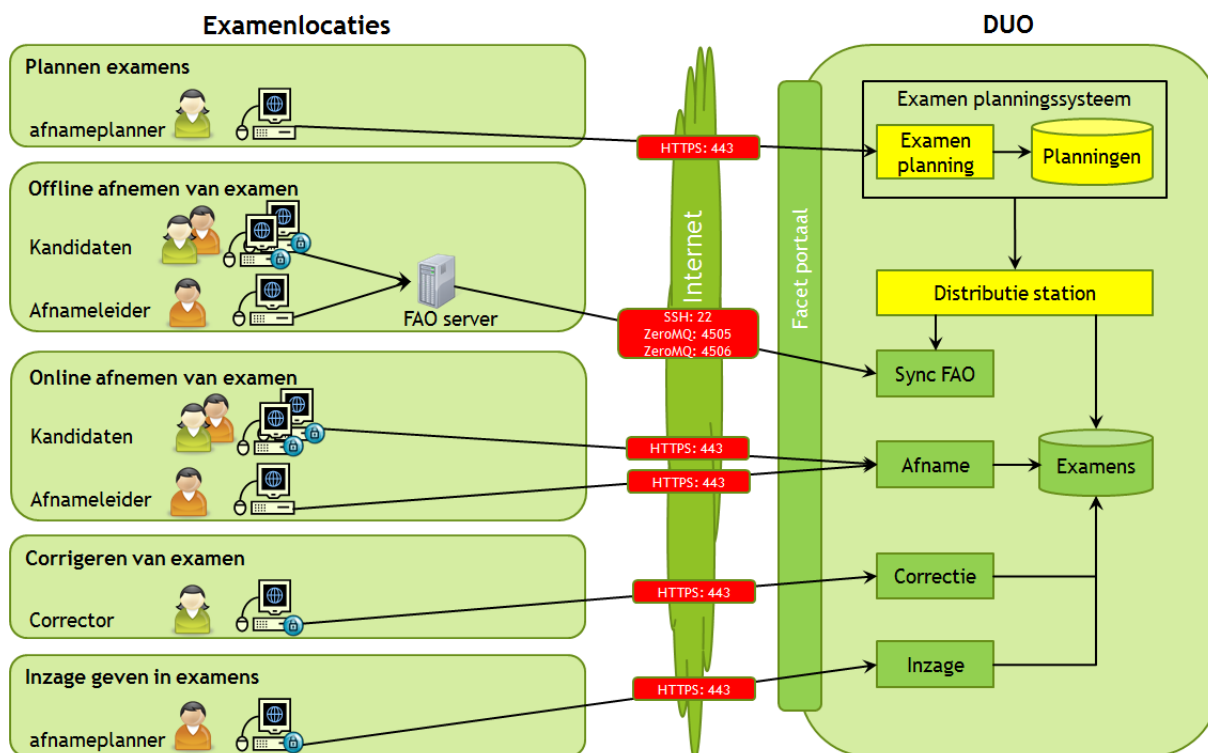 Examenlocaties
DUO
Plannen examens
afnameplanner
HTTPS: 443
Examen planningssysteem
Examen
planning
Planningen
Offline afnemen van examen
Kandidaten
Afnameleider
FAO server
SSH: 22
ZeroMQ: 4505
ZeroMQ: 4506
Internet
Facet portaal
Distributie station
Sync FAO
Online afnemen van examen
Kandidaten
Afnameleider
HTTPS: 443
HTTPS: 443
Afname
Examens
Corrigeren van examen
Corrector
HTTPS: 443
Correctie
Inzage geven in examens
afnameplanner
HTTPS: 443
Inzage